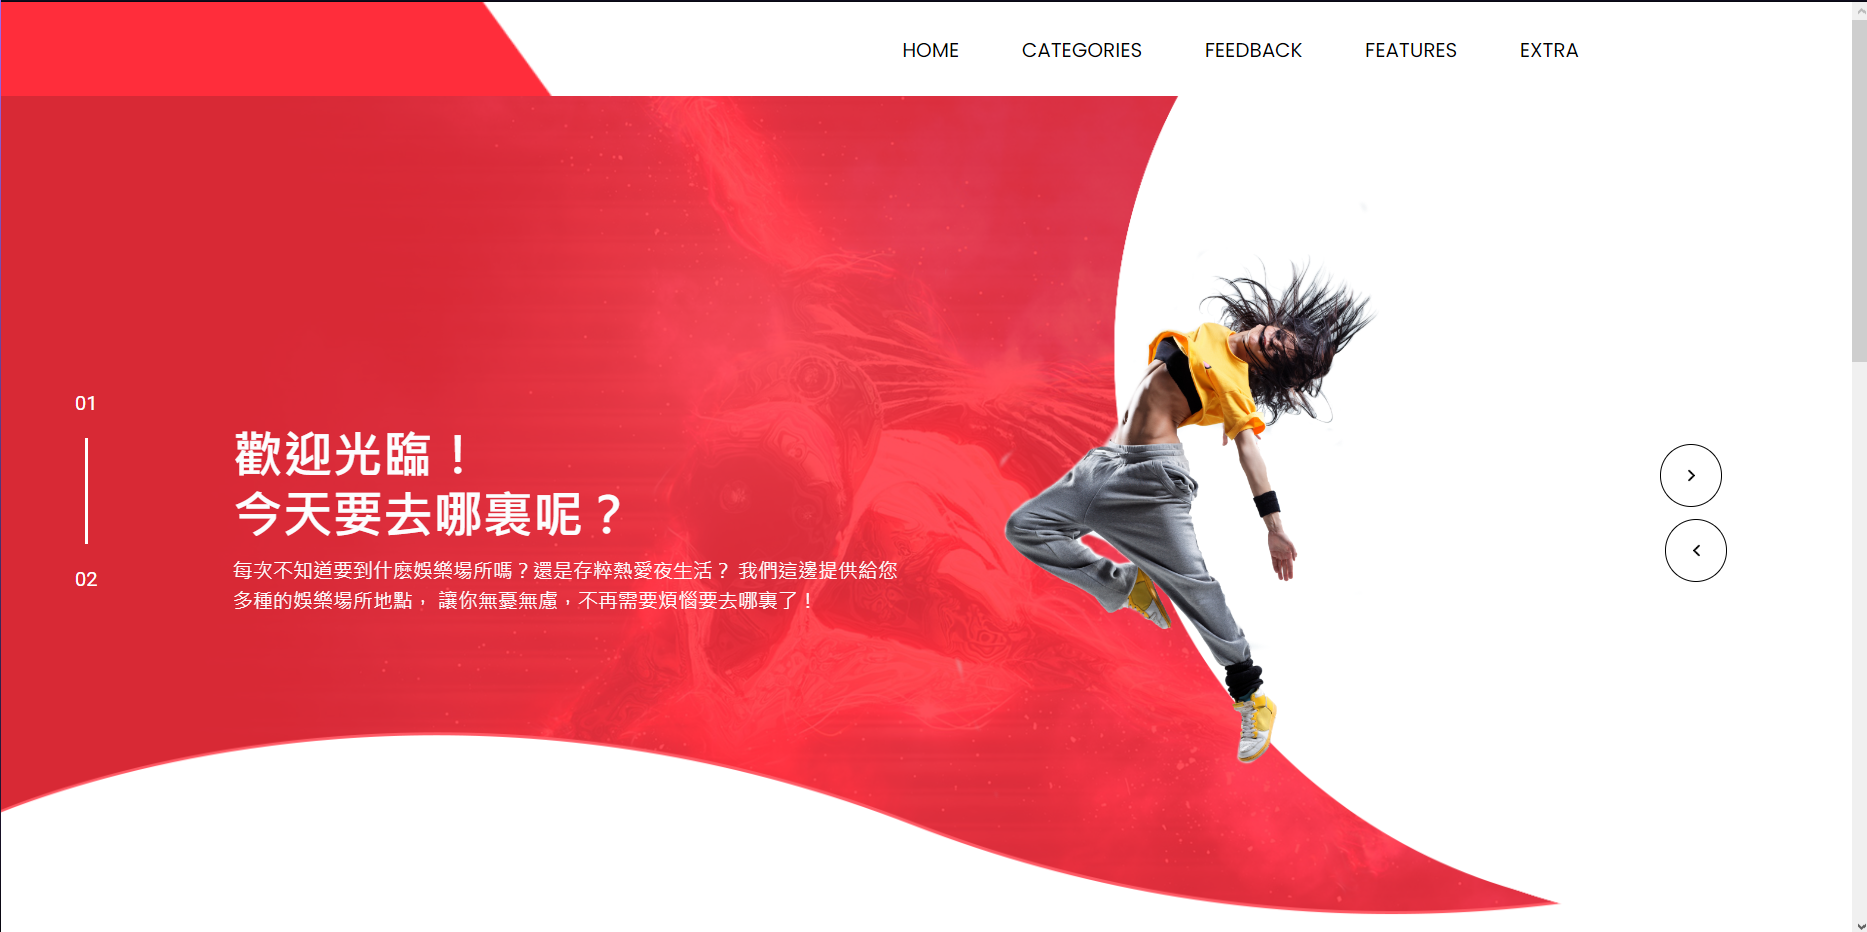 HOME CATEGORIES FEEDBACK FEATURES EXTRA
01
歡迎光臨！
今天要去哪裏呢？
02
每次不知道要到什麽娛樂場所嗎？還是存粹熱愛夜生活？ 我們這邊提供給您
多種的娛樂場所地點， 讓你無憂無慮，不再需要煩惱要去哪裏了！